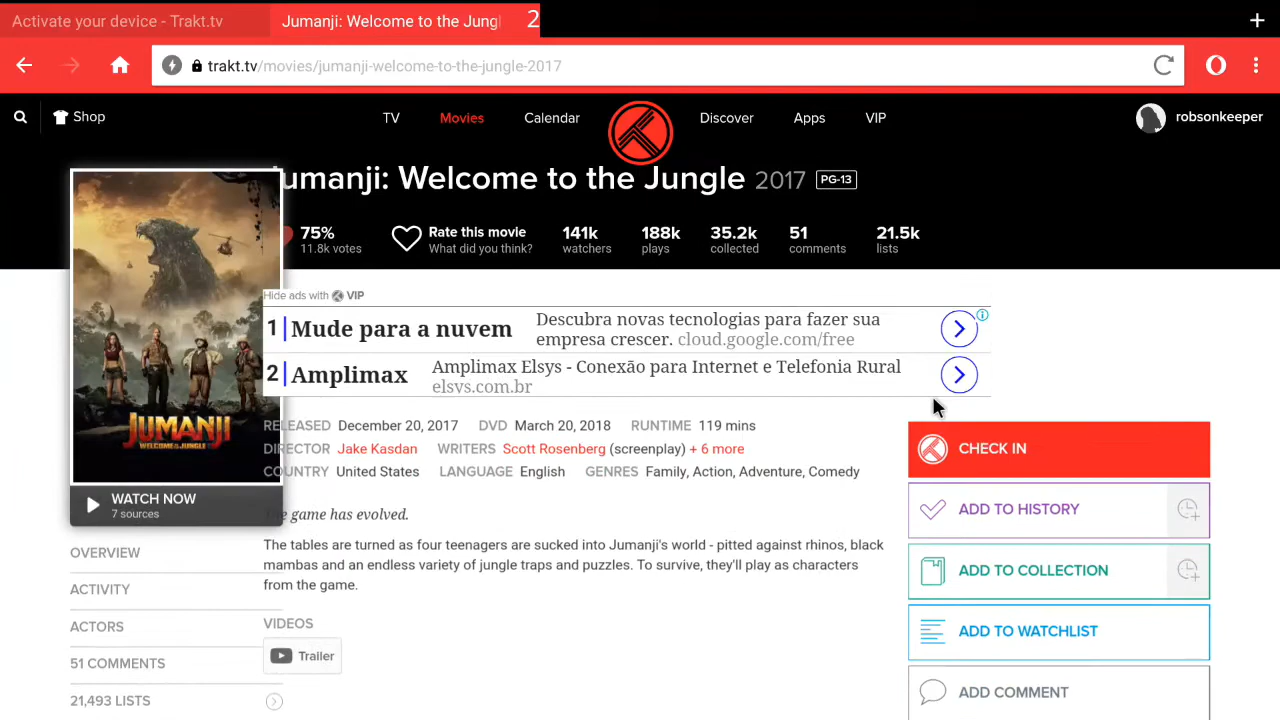 Activate your device - Trakt.tv
Jumanji: Welcome to the Jungl
2
trakt.tv/movies/jumanji-welcome-to-the-jungle-2017
Shop
TV
Movies
Calendar
Discover
Apps
VIP
robsonkeeper
Jumanji: Welcome to the Jungle 2017 PG-13
75%
11.8k votes
Rate this movie
What did you think?
141k
watchers
188k
plays
35.2k
collected
51
comments
21.5k
lists
Hide ads with VIP
1 Mude para a nuvem
Descubra novas tecnologias para fazer sua
empresa crescer. cloud.google.com/free
2 Amplimax
Amplimax Elsys - Conexão para Internet e Telefonia Rural
elsys.com.br
RELEASED December 20, 2017 DVD March 20, 2018 RUNTIME 119 mins
DIRECTOR Jake Kasdan WRITERS Scott Rosenberg (screenplay) + 6 more
COUNTRY United States LANGUAGE English GENRES Family, Action, Adventure, Comedy
The game has evolved.
The tables are turned as four teenagers are sucked into Jumanji's world - pitted against rhinos, black
mambas and an endless variety of jungle traps and puzzles. To survive, they'll play as characters
from the game.
VIDEOS
Trailer
JUMANJI
WELCOME TO THE JUNGLE
WATCH NOW
7 sources
OVERVIEW
ACTIVITY
ACTORS
51 COMMENTS
21,493 LISTS
CHECK IN
ADD TO HISTORY
ADD TO COLLECTION
ADD TO WATCHLIST
ADD COMMENT